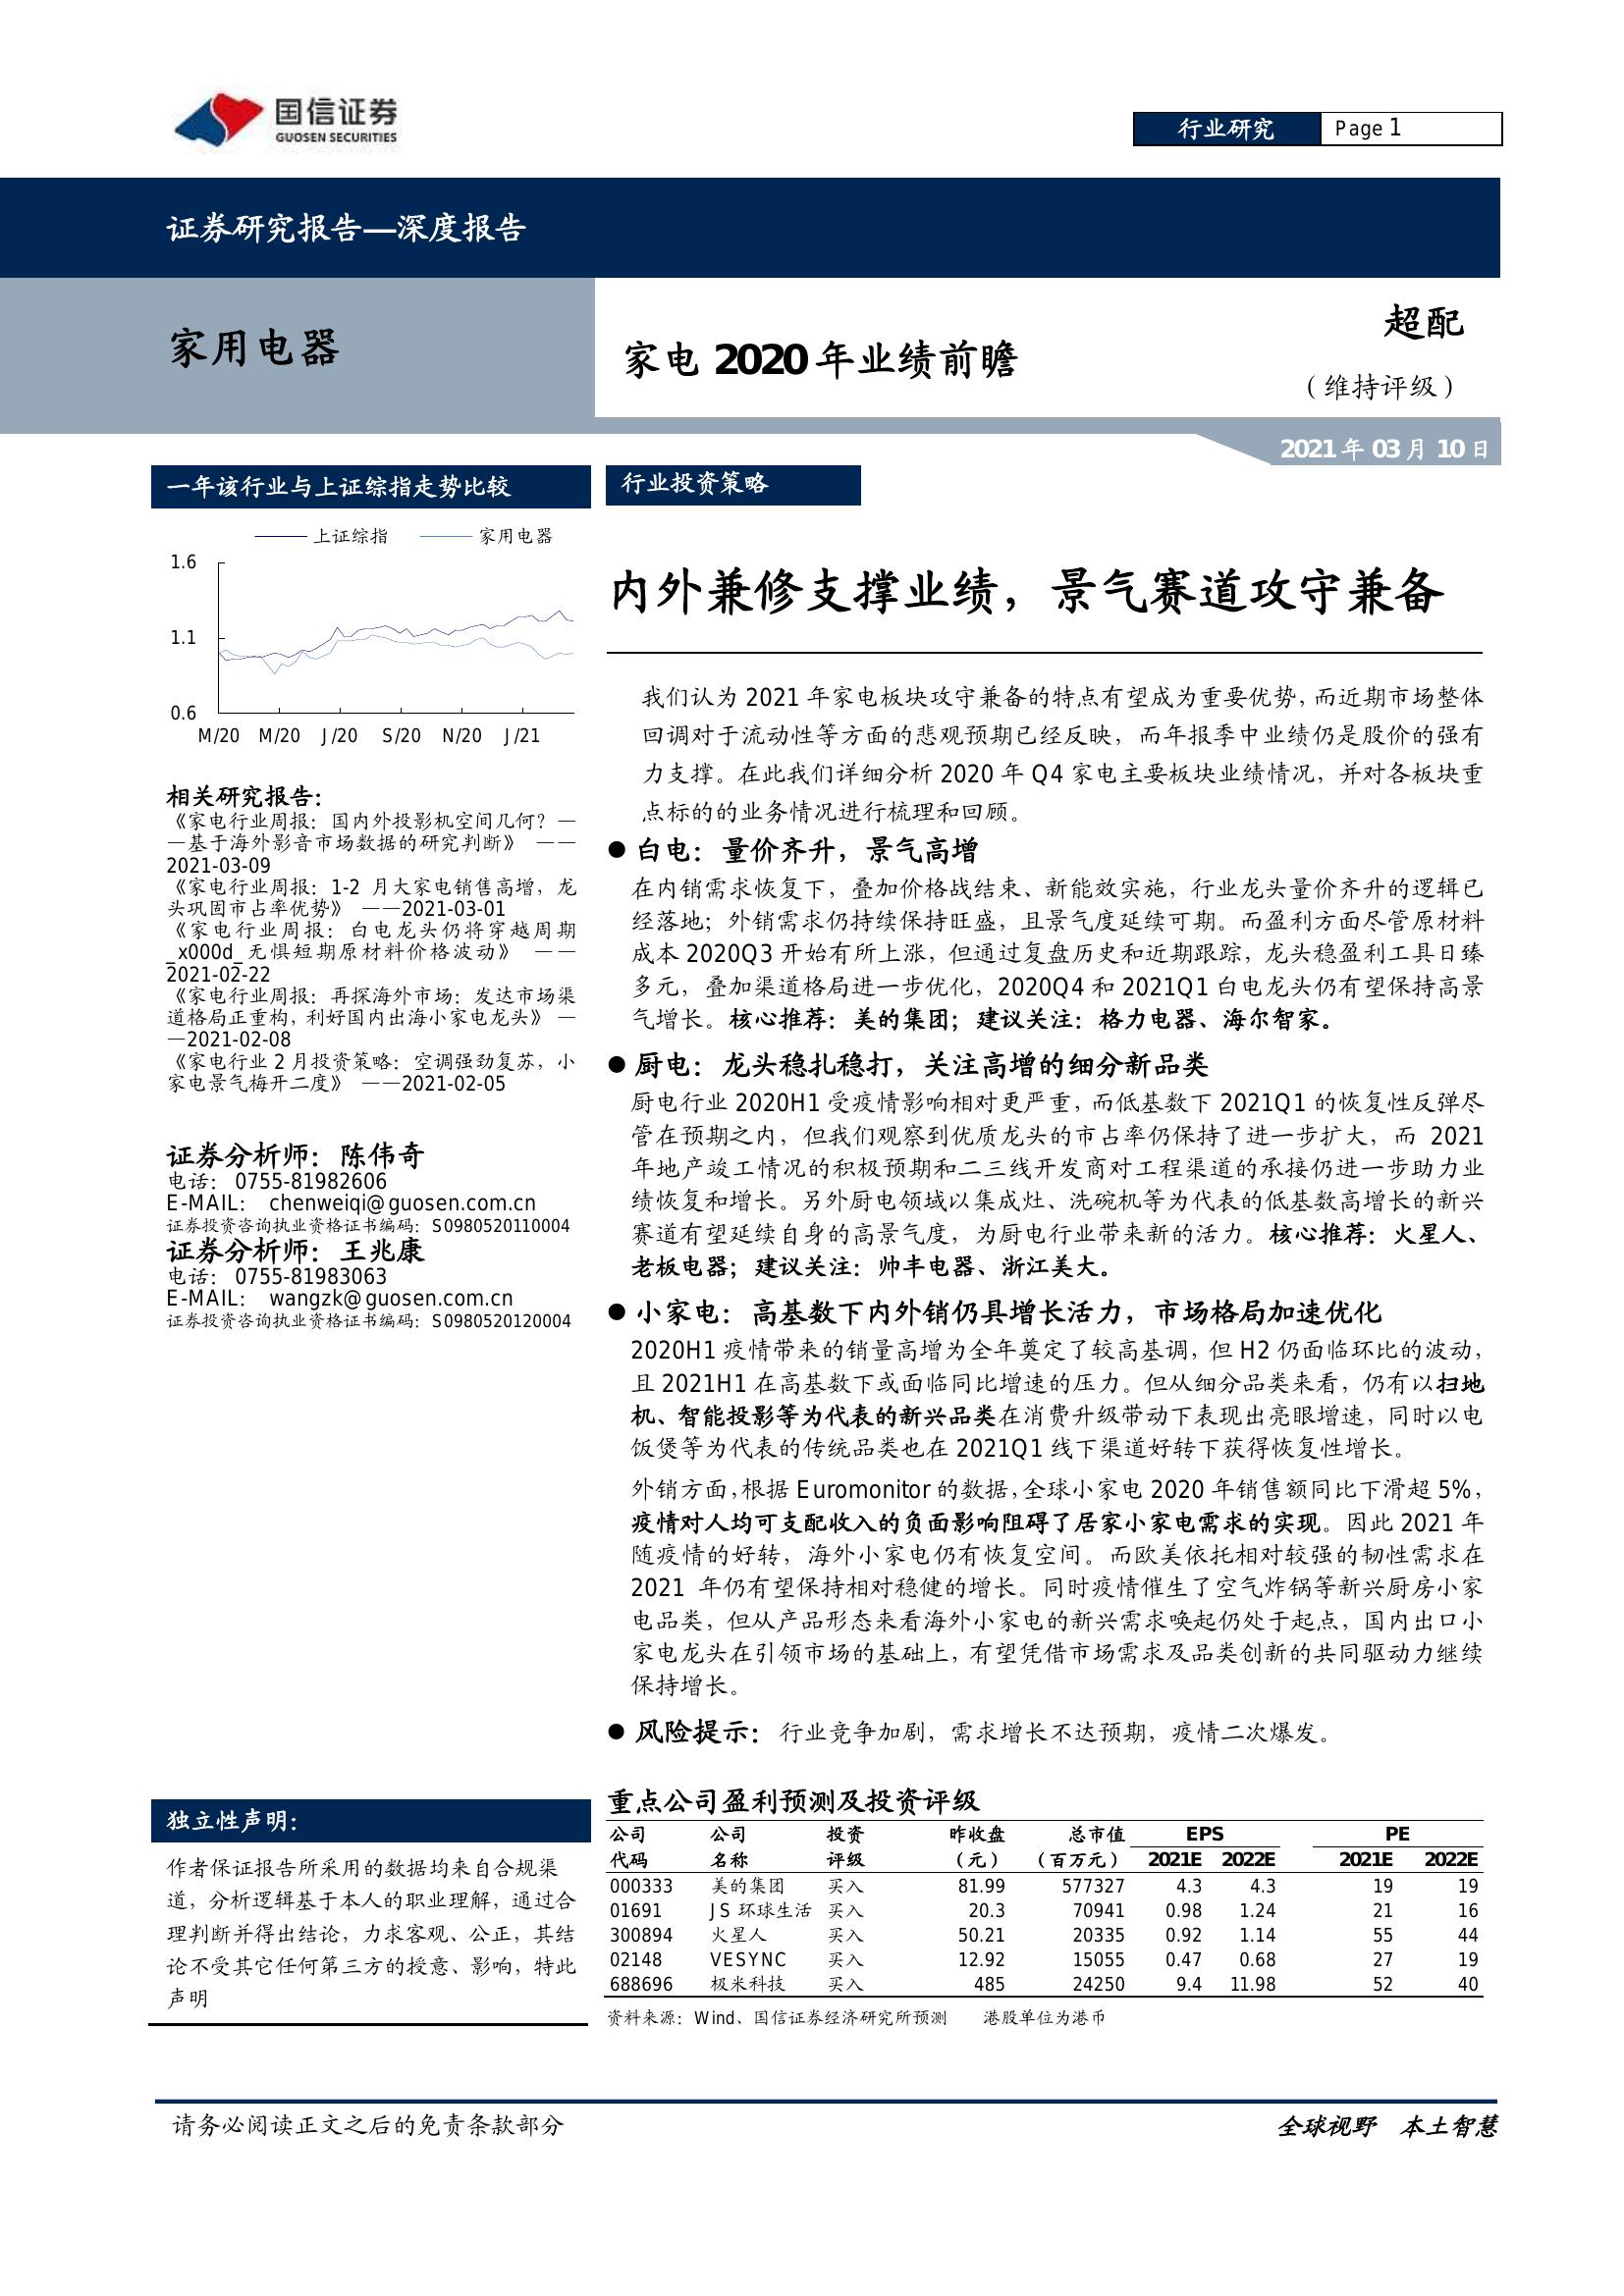 国信证券
GUOSEN SECURITIES
行业研究
Page 1
证券研究报告—深度报告
家用电器
家电 2020 年业绩前瞻
超配
（维持评级）
2021 年 03 月 10 日
一年该行业与上证综指走势比较
上证综指 家用电器
1.6
1.1
0.6
M/20 M/20 J/20 S/20 N/20 J/21
相关研究报告：
《家电行业周报：国内外投影机空间几何？—
—基于海外影音市场数据的研究判断》 ——
2021-03-09
《家电行业周报：1-2 月大家电销售高增，龙
头巩固市占率优势》 ——2021-03-01
《家电行业周报：白电龙头仍将穿越周期
_x000d_无惧短期原材料价格波动》 ——
2021-02-22
《家电行业周报：再探海外市场：发达市场渠
道格局正重构，利好国内出海小家电龙头》 —
—2021-02-08
《家电行业 2 月投资策略：空调强劲复苏，小
家电景气梅开二度》 ——2021-02-05
证券分析师：陈伟奇
电话： 0755-81982606
E-MAIL： chenweiqi@guosen.com.cn
证券投资咨询执业资格证书编码：S0980520110004
证券分析师：王兆康
电话： 0755-81983063
E-MAIL： wangzk@guosen.com.cn
证券投资咨询执业资格证书编码：S0980520120004
独立性声明：
作者保证报告所采用的数据均来自合规渠
道，分析逻辑基于本人的职业理解，通过合
理判断并得出结论，力求客观、公正，其结
论不受其它任何第三方的授意、影响，特此
声明
行业投资策略
内外兼修支撑业绩，景气赛道攻守兼备
我们认为 2021 年家电板块攻守兼备的特点有望成为重要优势，而近期市场整体
回调对于流动性等方面的悲观预期已经反映，而年报季中业绩仍是股价的强有
力支撑。在此我们详细分析 2020 年 Q4 家电主要板块业绩情况，并对各板块重
点标的的业务情况进行梳理和回顾。
● 白电：量价齐升，景气高增
在内销需求恢复下，叠加价格战结束、新能效实施，行业龙头量价齐升的逻辑已
经落地；外销需求仍持续保持旺盛，且景气度延续可期。而盈利方面尽管原材料
成本 2020Q3 开始有所上涨，但通过复盘历史和近期跟踪，龙头稳盈利工具日臻
多元，叠加渠道格局进一步优化，2020Q4 和 2021Q1 白电龙头仍有望保持高景
气增长。核心推荐：美的集团；建议关注：格力电器、海尔智家。
● 厨电：龙头稳扎稳打，关注高增的细分新品类
厨电行业 2020H1 受疫情影响相对更严重，而低基数下 2021Q1 的恢复性反弹尽
管在预期之内，但我们观察到优质龙头的市占率仍保持了进一步扩大，而 2021
年地产竣工情况的积极预期和二三线开发商对工程渠道的承接仍进一步助力业
绩恢复和增长。另外厨电领域以集成灶、洗碗机等为代表的低基数高增长的新兴
赛道有望延续自身的高景气度，为厨电行业带来新的活力。核心推荐：火星人、
老板电器；建议关注：帅丰电器、浙江美大。
● 小家电：高基数下内外销仍具增长活力，市场格局加速优化
2020H1 疫情带来的销量高增为全年奠定了较高基调，但 H2 仍面临环比的波动，
且 2021H1 在高基数下或面临同比增速的压力。但从细分品类来看，仍有以扫地
机、智能投影等为代表的新兴品类在消费升级带动下表现出亮眼增速，同时以电
饭煲等为代表的传统品类也在 2021Q1 线下渠道好转下获得恢复性增长。
外销方面，根据 Euromonitor 的数据，全球小家电 2020 年销售额同比下滑超 5%，
疫情对人均可支配收入的负面影响阻碍了居家小家电需求的实现。因此 2021 年
随疫情的好转，海外小家电仍有恢复空间。而欧美依托相对较强的韧性需求在
2021 年仍有望保持相对稳健的增长。同时疫情催生了空气炸锅等新兴厨房小家
电品类，但从产品形态来看海外小家电的新兴需求唤起仍处于起点，国内出口小
家电龙头在引领市场的基础上，有望凭借市场需求及品类创新的共同驱动力继续
保持增长。
● 风险提示：行业竞争加剧，需求增长不达预期，疫情二次爆发。
重点公司盈利预测及投资评级
公司 公司 投资 昨收盘 总市值 EPS PE
代码 名称 评级 （元） （百万元） 2021E 2022E 2021E 2022E
000333 美的集团 买入 81.99 577327 4.3 4.3 19 19
01691 JS 环球生活 买入 20.3 70941 0.98 1.24 21 16
300894 火星人 买入 50.21 20335 0.92 1.14 55 44
02148 VESYNC 买入 12.92 15055 0.47 0.68 27 19
688696 极米科技 买入 485 24250 9.4 11.98 52 40
资料来源：Wind、国信证券经济研究所预测 港股单位为港币
请务必阅读正文之后的免责条款部分
全球视野 本土智慧